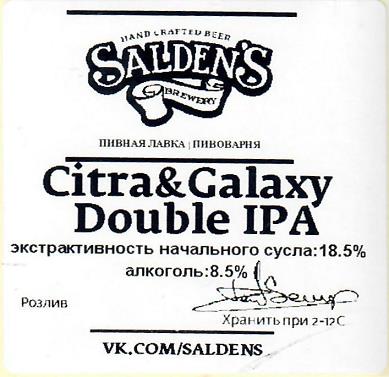 HAND CRAFTED BEER
SALDEN'S
BREWERY
ПИВНАЯ ЛАВКА | ПИВОВАРНЯ
Citra&Galaxy
Double IPA
экстрактивность начального сусла:18.5%
алкоголь:8.5%
Розлив
Хранить при 2-12С
VK.COM/SALDENS